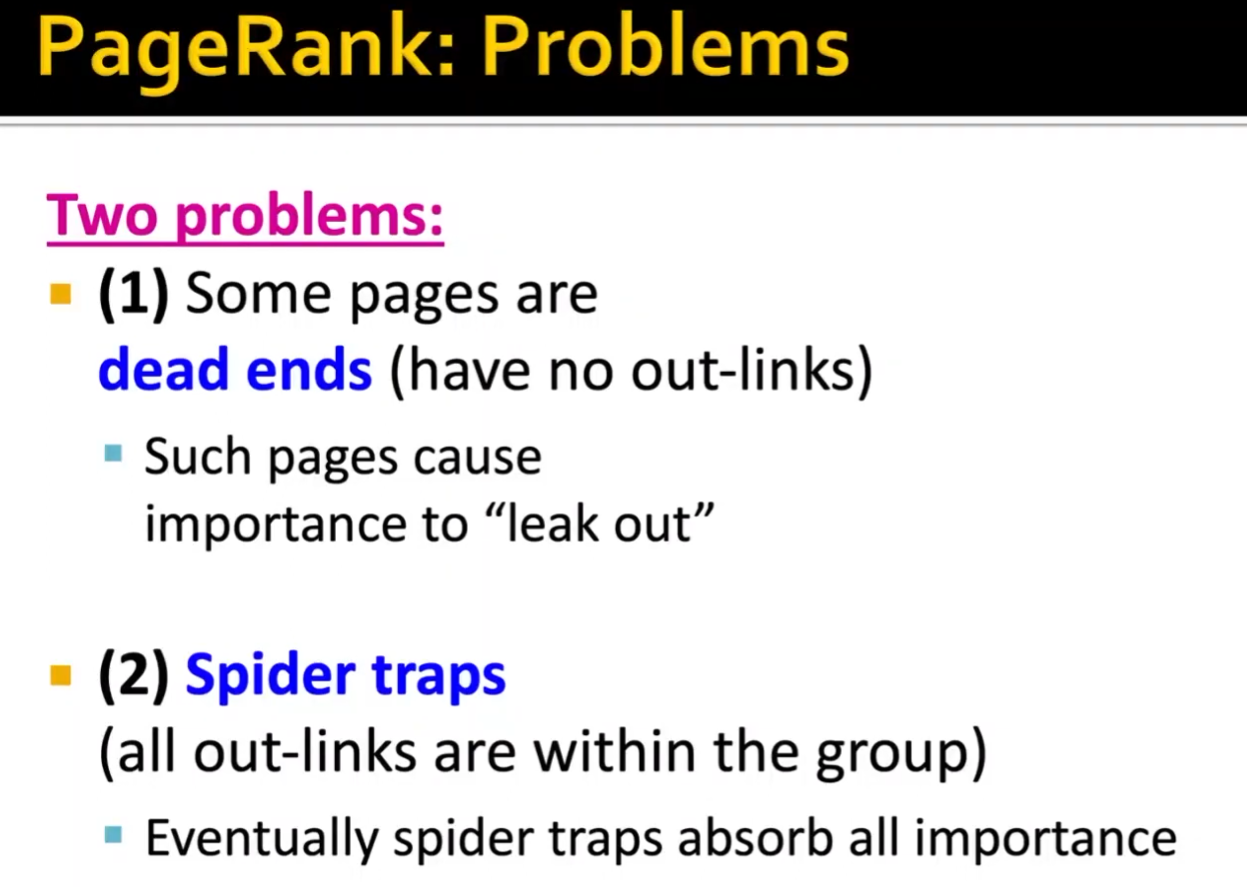 PageRank: Problems
Two problems:
(1) Some pages are
dead ends (have no out-links)
Such pages cause
importance to “leak out”
(2) Spider traps
(all out-links are within the group)
Eventually spider traps absorb all importance